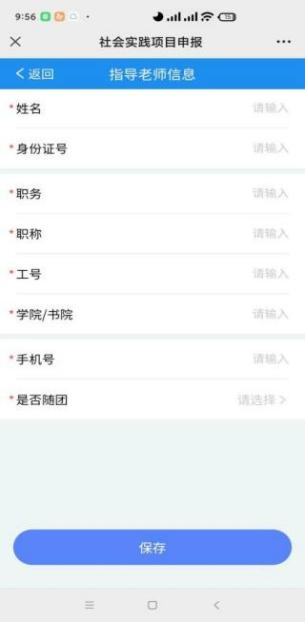 9:56
社会实践项目申报
返回 指导老师信息
*姓名 请输入
*身份证号 请输入
*职务 请输入
*职称 请输入
*工号 请输入
*学院/书院 请输入
*手机号 请输入
*是否随团 请选择 >
保存